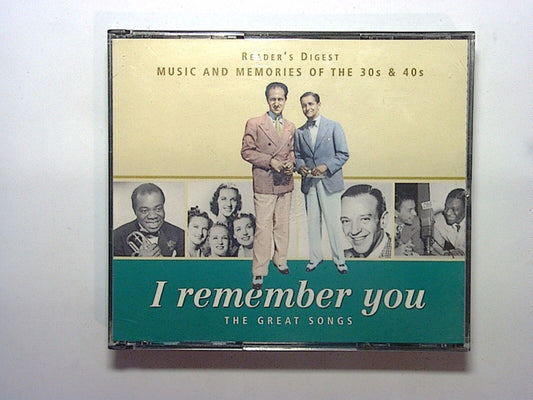 READER'S DIGEST
MUSIC AND MEMORIES OF THE 30s & 40s
I remember you
THE GREAT SONGS